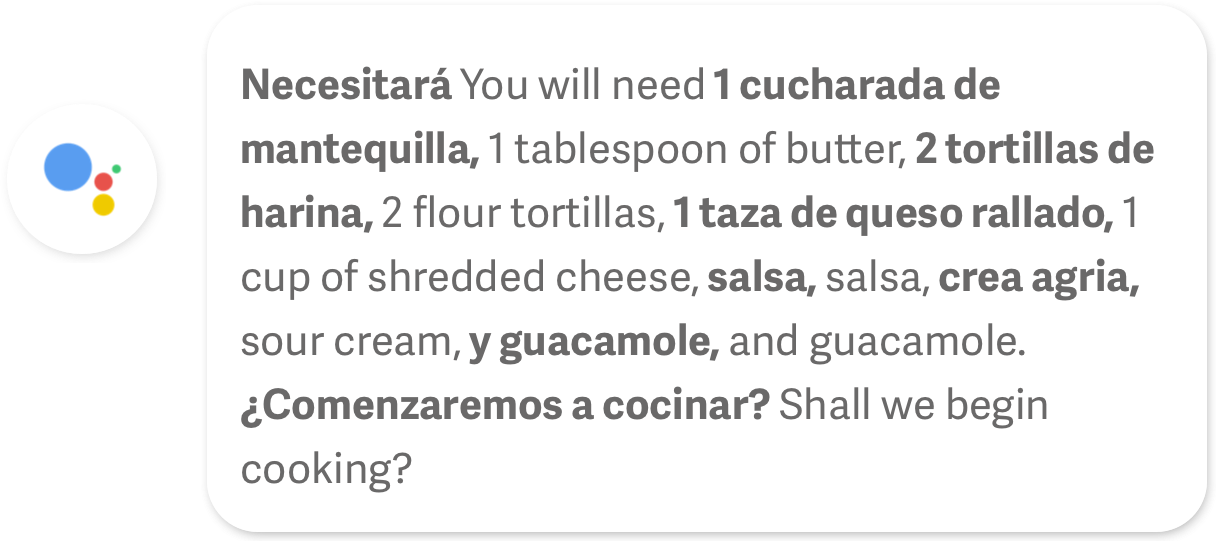 Necesitará You will need 1 cucharada de
mantequilla, 1 tablespoon of butter, 2 tortillas de
harina, 2 flour tortillas, 1 taza de queso rallado, 1
cup of shredded cheese, salsa, salsa, crea agria,
sour cream, y guacamole, and guacamole.
¿Comenzaremos a cocinar? Shall we begin
cooking?